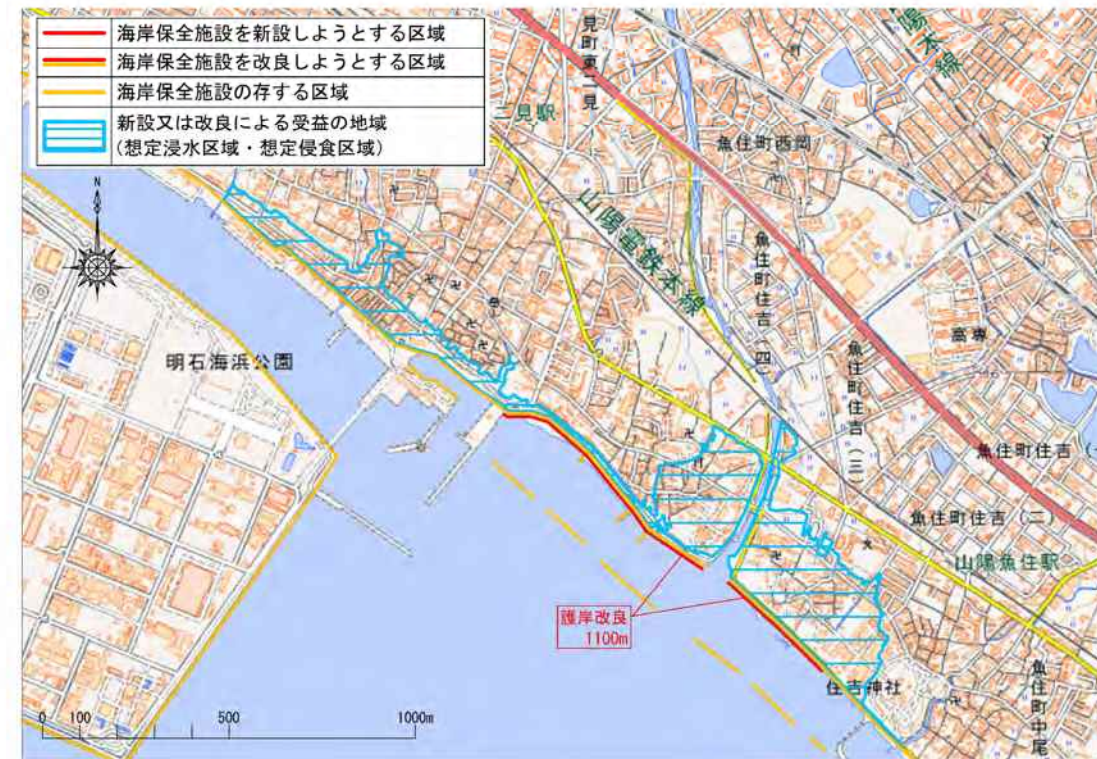 海岸保全施設を新設しようとする区域
海岸保全施設を改良しようとする区域
海岸保全施設の存する区域
新設又は改良による受益の地域
(想定浸水区域・想定侵食区域)
N
見町東二見
二見駅
陽本線
魚住町西岡
山陽電鉄本線
魚住町住吉(四)
高専
魚住町住吉(三)
魚住町住吉(
魚住町住吉(二)
山陽魚住駅
明石海浜公園
護岸改良
1100m
住吉神社
魚住町中尾
0 100 500 1000m